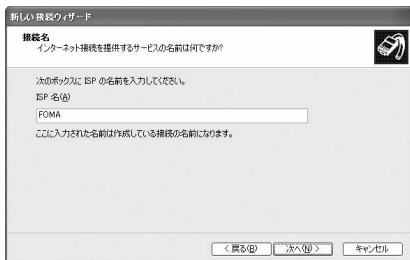 新しい接続ウィザード
接続名
インターネット接続を提供するサービスの名前は何ですか?
次のボックスに ISP の名前を入力してください。
ISP 名(A)
FOMA
ここに入力された名前は作成している接続の名前になります。
< 戻る(B) 次へ(N) > キャンセル